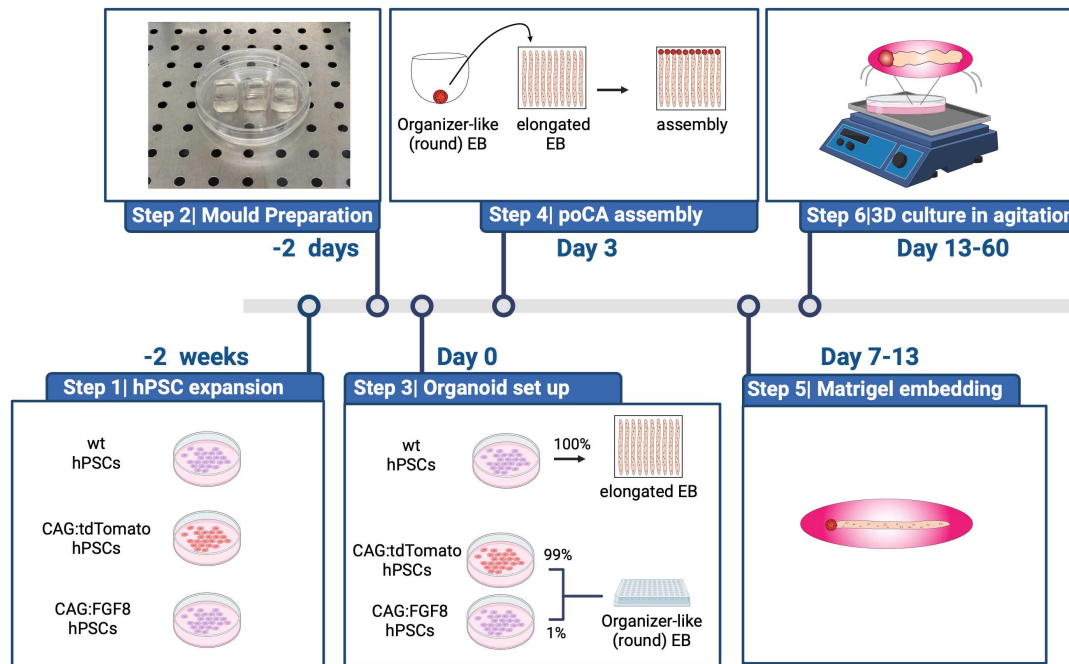 Organizer-like
(round) EB
elongated
EB
assembly
Step 2| Mould Preparation
Step 4| poCA assembly
Step 6|3D culture in agitation
-2 days
Day 3
Day 13-60
-2 weeks
Day 0
Day 7-13
Step 1| hPSC expansion
Step 3| Organoid set up
Step 5| Matrigel embedding
wt
hPSCs
CAG:tdTomato
hPSCs
CAG:FGF8
hPSCs
wt
hPSCs
100%
elongated EB
CAG:tdTomato
hPSCs
99%
CAG:FGF8
hPSCs
1%
Organizer-like
(round) EB